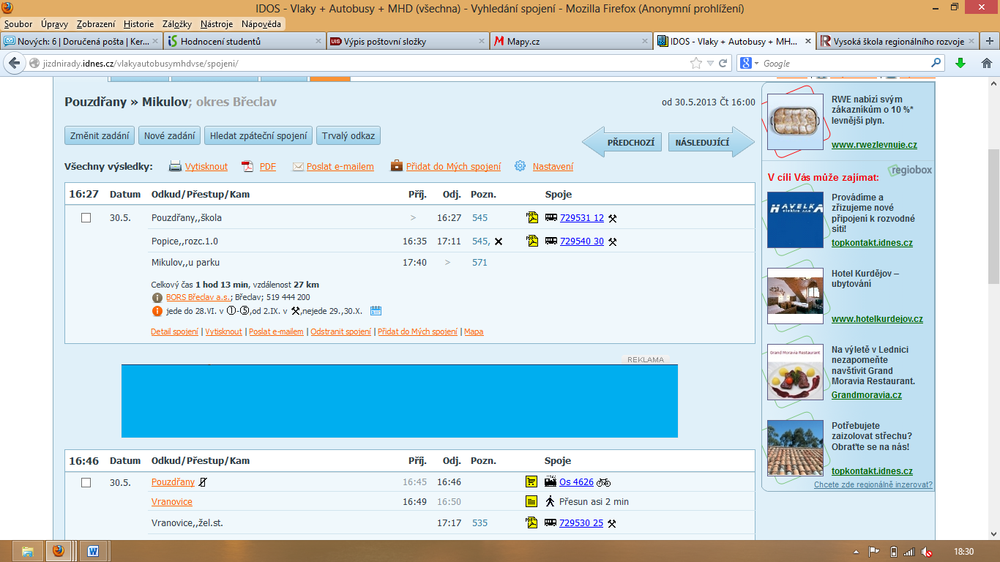 IDOS - Vlaky + Autobusy + MHD (všechna) - Vyhledání spojení - Mozilla Firefox (Anonymní prohlížení)
Soubor Úpravy Zobrazení Historie Záložky Nástroje Nápověda
Nových: 6 | Doručená pošta | Ker... Hodnocení studentů Výpis poštovní složky Mapy.cz IDOS - Vlaky + Autobusy + MH... Vysoká škola regionálního rozvoje
jizdnirady.idnes.cz/vlakyautobusymhdvse/spojeni/ Google
Pouzdřany » Mikulov; okres Břeclav od 30.5.2013 Čt 16:00
Změnit zadání Nové zadání Hledat zpáteční spojení Trvalý odkaz PŘEDCHOZÍ NÁSLEDUJÍCÍ
Všechny výsledky: Vytisknout PDF Poslat e-mailem Přidat do Mých spojení Nastavení
16:27 Datum Odkud/Přestup/Kam Příj. Odj. Pozn. Spoje
30.5. Pouzdřany,,škola > 16:27 545 729531 12
Popice,,rozc.1.0 16:35 17:11 545, 729540 30
Mikulov,,u parku 17:40 > 571
Celkový čas 1 hod 13 min, vzdálenost 27 km
BORS Břeclav a.s.; Břeclav; 519 444 200
jede do 28.VI. v ①-⑤,od 2.IX. v ⚒,nejede 29.,30.X.
Detail spojení | Vytisknout | Poslat e-mailem | Odstranit spojení | Přidat do Mých spojení | Mapa
REKLAMA
16:46 Datum Odkud/Přestup/Kam Příj. Odj. Pozn. Spoje
30.5. Pouzdřany 16:45 16:46 Os 4626
Vranovice 16:49 16:50 Přesun asi 2 min
Vranovice,,žel.st. 17:17 535 729530 25
RWE nabízí svým
zákazníkům o 10 %*
levnější plyn.
www.rwezlevnuje.cz
regiobox
V cíli Vás může zajímat:
HAVELKA
elektro s.r.o.
Provádíme a
zřizujeme nové
připojení k rozvodné
síti!
topkontakt.idnes.cz
Hotel Kurdějov –
ubytování
www.hotelkurdejov.cz
Grand Moravia Restaurant
Na výletě v Lednici
nezapomeňte
navštívit Grand
Moravia Restaurant.
Grandmoravia.cz
Potřebujete
zaizolovat střechu?
Obraťte se na nás!
topkontakt.idnes.cz
Chcete zde regionálně inzerovat?
18:30